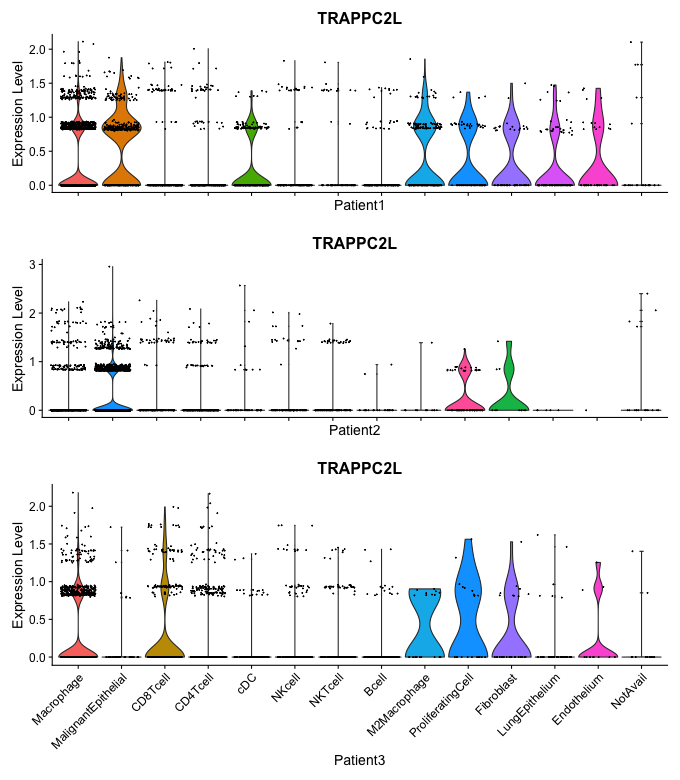 TRAPPC2L
Expression Level
2.0
1.5
1.0
0.5
0.0
Patient1
TRAPPC2L
Expression Level
3
2
1
0
Patient2
TRAPPC2L
Expression Level
2.0
1.5
1.0
0.5
0.0
Macrophage
MalignantEpithelial
CD8Tcell
CD4Tcell
cDC
NKcell
NKTcell
Bcell
M2Macrophage
ProliferatingCell
Fibroblast
LungEpithelium
Endothelium
NotAvail
Patient3